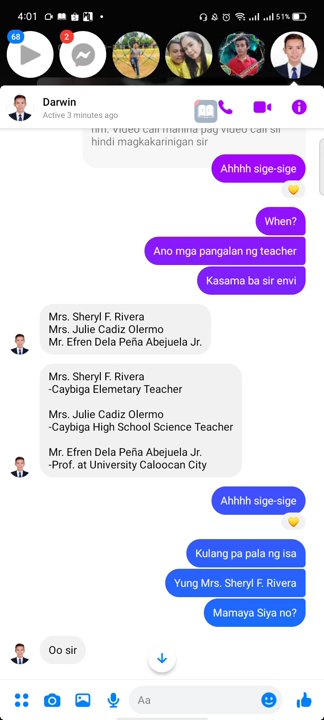 4:01
51%
68
2
Darwin
Active 3 minutes ago
him. Video call mahina pag video call sir
hindi magkakarinigan sir
Ahhhh sige-sige
When?
Ano mga pangalan ng teacher
Kasama ba sir envi
Mrs. Sheryl F. Rivera
Mrs. Julie Cadiz Olermo
Mr. Efren Dela Peña Abejuela Jr.
Mrs. Sheryl F. Rivera
-Caybiga Elemetary Teacher
Mrs. Julie Cadiz Olermo
-Caybiga High School Science Teacher
Mr. Efren Dela Peña Abejuela Jr.
-Prof. at University Caloocan City
Ahhhh sige-sige
Kulang pa pala ng isa
Yung Mrs. Sheryl F. Rivera
Mamaya Siya no?
Oo sir
Aa